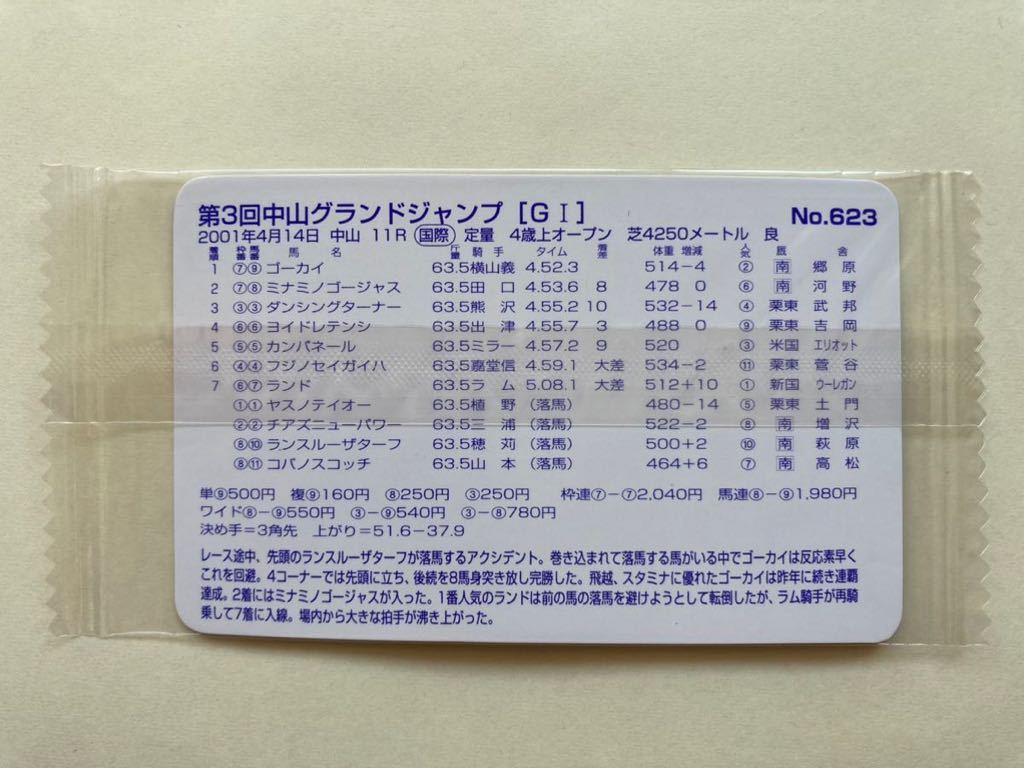 第3回中山グランドジャンプ [GⅠ] No.623
2001年4月14日 中山 11R 国際 定量 4歳上オープン 芝4250メートル 良
着順 枠番 馬番 馬名 斤量 騎手 タイム 着差 体重 増減 人気 厩舎
1 ⑦⑨ ゴーカイ 63.5横山義 4.52.3 514−4 ② 南 郷原
2 ⑦⑧ ミナミノゴージャス 63.5田口 4.53.6 8 478 0 ⑥ 南 河野
3 ③③ ダンシングターナー 63.5熊沢 4.55.2 10 532−14 ④ 栗東 武邦
4 ⑥⑥ ヨイドレテンシ 63.5出津 4.55.7 3 488 0 ⑨ 栗東 吉岡
5 ⑤⑤ カンパネール 63.5ミラー 4.57.2 9 520 ③ 米国 エリオット
6 ④④ フジノセイガイハ 63.5嘉堂信 4.59.1 大差 534−2 ⑪ 栗東 菅谷
7 ⑥⑦ ランド 63.5ラム 5.08.1 大差 512+10 ① 新国 ウーレガン
①① ヤスノテイオー 63.5植野 (落馬) 480−14 ⑤ 栗東 土門
②② チアズニューパワー 63.5三浦 (落馬) 522−2 ⑧ 南 増沢
⑧⑩ ランスルーザターフ 63.5穂苅 (落馬) 500+2 ⑩ 南 萩原
⑧⑪ コバノスコッチ 63.5山本 (落馬) 464+6 ⑦ 南 高松
単⑨500円 複⑨160円 ⑧250円 ③250円 枠連⑦−⑦2,040円 馬連⑧−⑨1,980円
ワイド⑧−⑨550円 ③−⑨540円 ③−⑧780円
決め手=3角先 上がり=51.6−37.9
レース途中、先頭のランスルーザターフが落馬するアクシデント。巻き込まれて落馬する馬がいる中でゴーカイは反応素早く
これを回避。4コーナーでは先頭に立ち、後続を8馬身突き放し完勝した。飛越、スタミナに優れたゴーカイは昨年に続き連覇
達成。2着にはミナミノゴージャスが入った。1番人気のランドは前の馬の落馬を避けようとして転倒したが、ラム騎手が再騎
乗して7着に入線。場内から大きな拍手が沸き上がった。